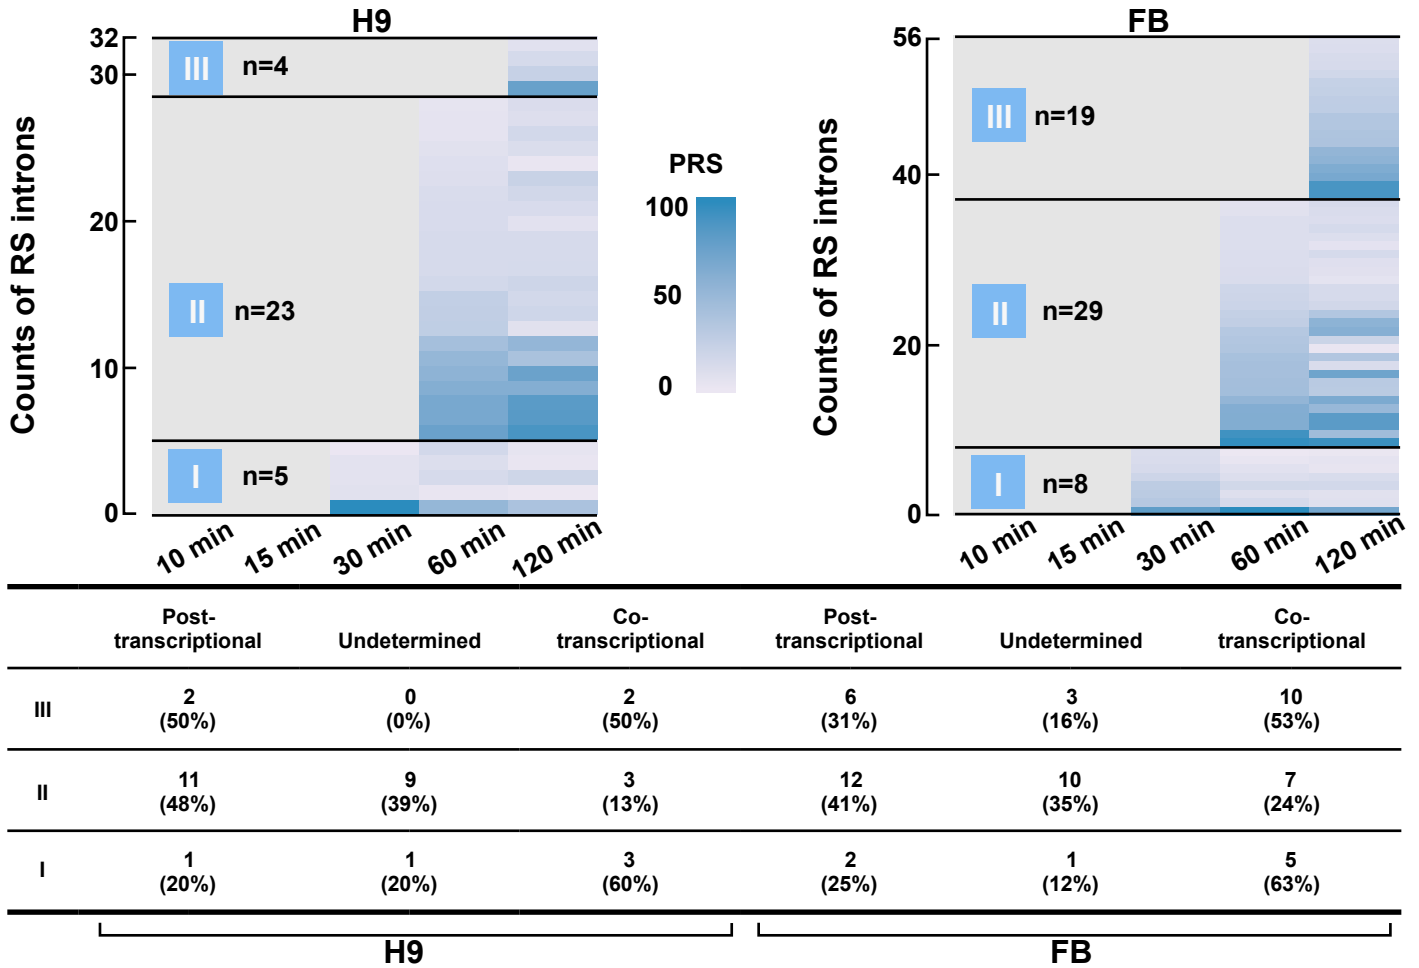 H9
FB
32
30
20
10
0
Counts of RS introns
III n=4
II n=23
I n=5
10 min 15 min 30 min 60 min 120 min
PRS
100
50
0
56
40
20
0
Counts of RS introns
III n=19
II n=29
I n=8
10 min 15 min 30 min 60 min 120 min
Post- Co- Post- Co-
transcriptional Undetermined transcriptional transcriptional Undetermined transcriptional
III 2 0 2 6 3 10
(50%) (0%) (50%) (31%) (16%) (53%)
II 11 9 3 12 10 7
(48%) (39%) (13%) (41%) (35%) (24%)
I 1 1 3 2 1 5
(20%) (20%) (60%) (25%) (12%) (63%)
H9 FB